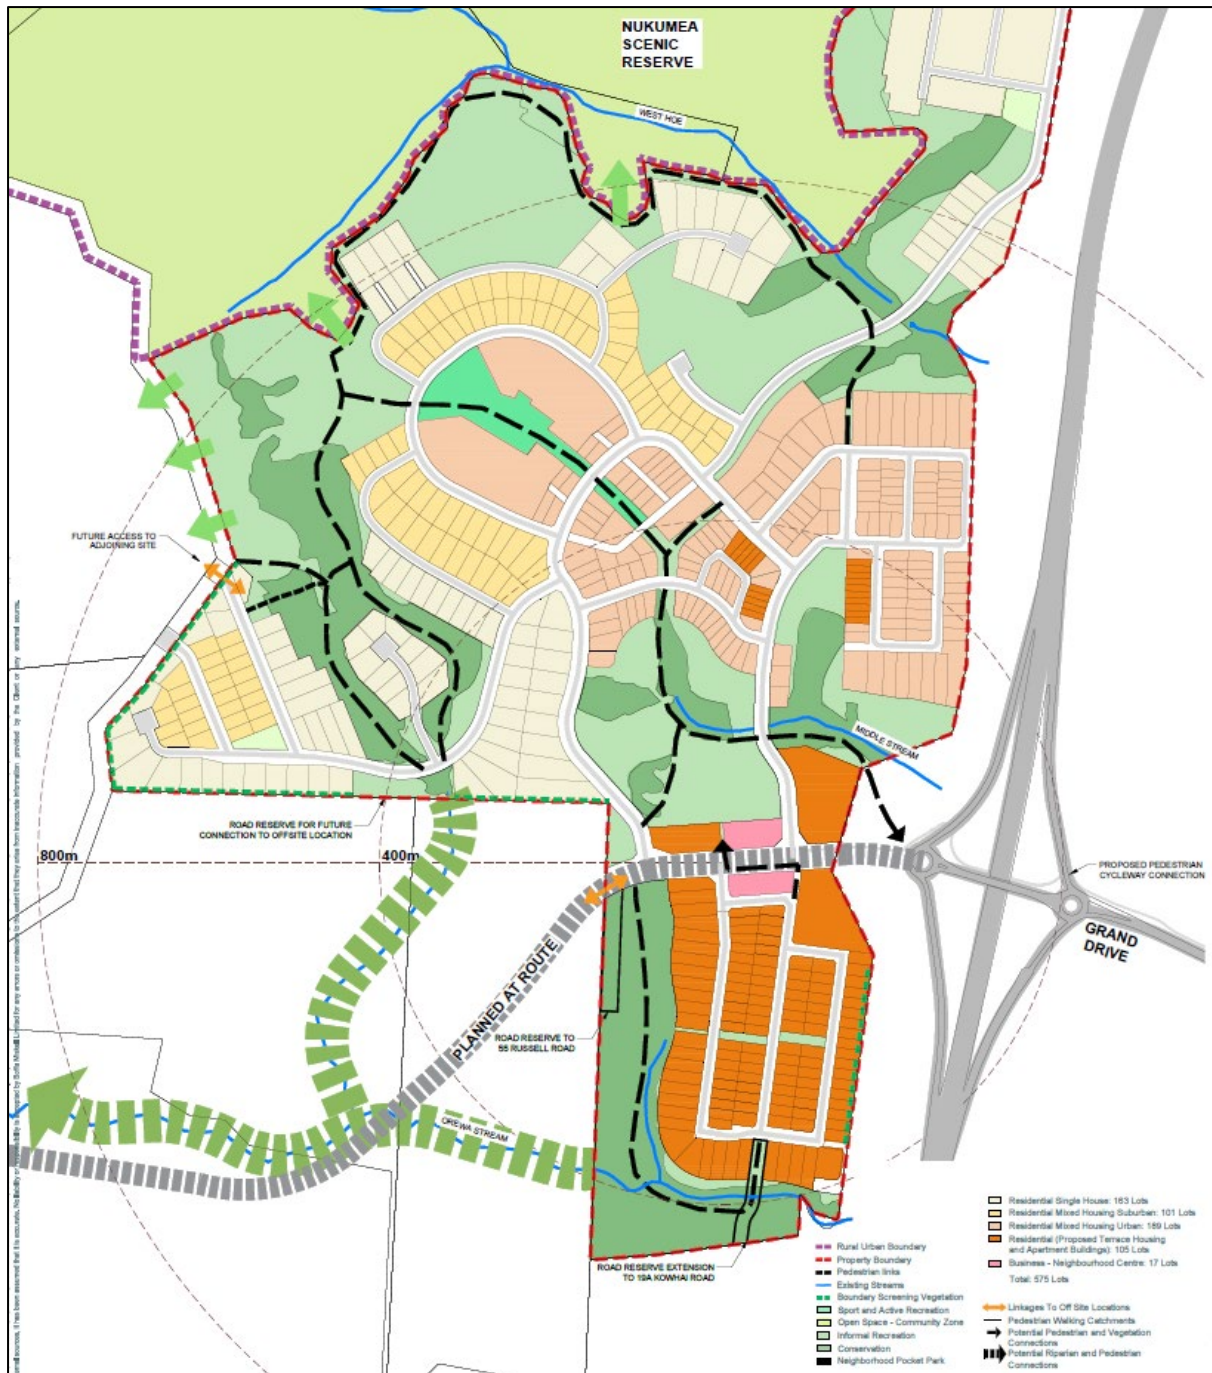 NUKUMEA
SCENIC
RESERVE
WEST HOE
FUTURE ACCESS TO
ADJOINING SITE
MIDDLE STREAM
ROAD RESERVE FOR FUTURE
CONNECTION TO OFFSITE LOCATION
800m
400m
PROPOSED PEDESTRIAN
CYCLEWAY CONNECTION
GRAND
DRIVE
PLANNED AT ROUTE
ROAD RESERVE TO
55 RUSSELL ROAD
OREWA STREAM
ROAD RESERVE EXTENSION
TO 19A KOWHAI ROAD
Residential Single House: 163 Lots
Residential Mixed Housing Suburban: 101 Lots
Residential Mixed Housing Urban: 189 Lots
Residential (Proposed Terrace Housing
and Apartment Buildings): 105 Lots
Business - Neighbourhood Centre: 17 Lots
Total: 575 Lots
Rural Urban Boundary
Property Boundary
Pedestrian links
Existing Streams
Boundary Screening Vegetation
Sport and Active Recreation
Open Space - Community Zone
Informal Recreation
Conservation
Neighborhood Pocket Park
Linkages To Off Site Locations
Pedestrian Walking Catchments
Potential Pedestrian and Vegetation
Connections
Potential Riparian and Pedestrian
Connections